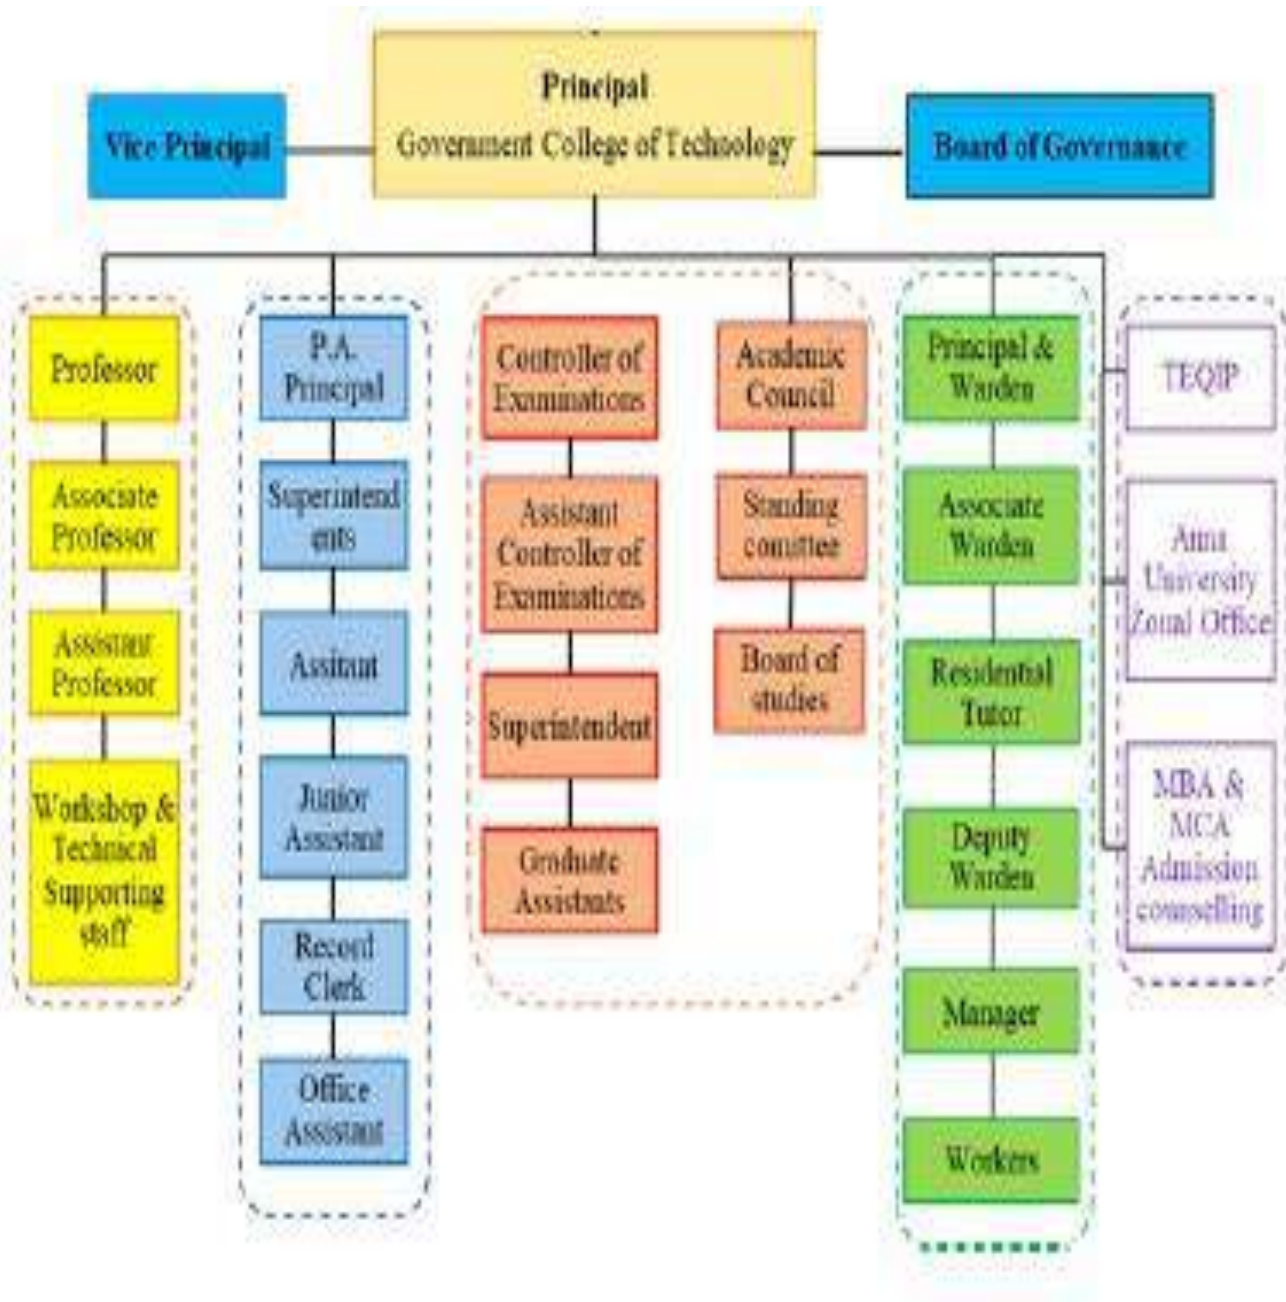 Principal
Government College of Technology
Vice Principal
Board of Governance
Professor
Associate
Professor
Assistant
Professor
Workshop &
Technical
Supporting
staff
P.A.
Principal
Superintend
ents
Assitant
Junior
Assistant
Record
Clerk
Office
Assistant
Controller of
Examinations
Assistant
Controller of
Examinations
Superintendent
Graduate
Assistants
Academic
Council
Standing
comittee
Board of
studies
Principal &
Warden
Associate
Warden
Residential
Tutor
Deputy
Warden
Manager
Workers
TEQIP
Anna
University
Zonal Office
MBA &
MCA
Admission
counselling